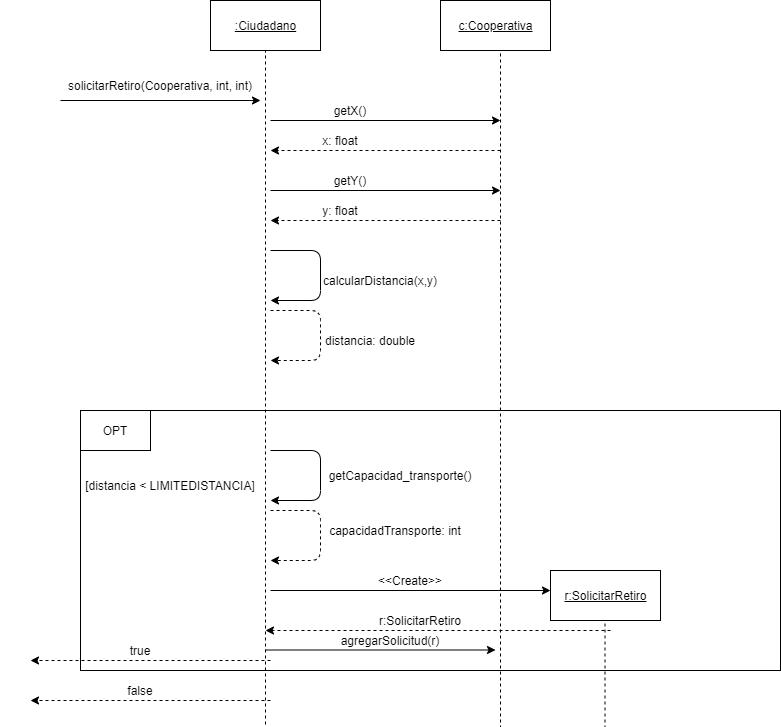 :Ciudadano
c:Cooperativa
solicitarRetiro(Cooperativa, int, int)
getX()
x: float
getY()
y: float
calcularDistancia(x,y)
distancia: double
OPT
getCapacidad_transporte()
[distancia < LIMITEDISTANCIA]
capacidadTransporte: int
<<Create>>
r:SolicitarRetiro
r:SolicitarRetiro
agregarSolicitud(r)
true
false